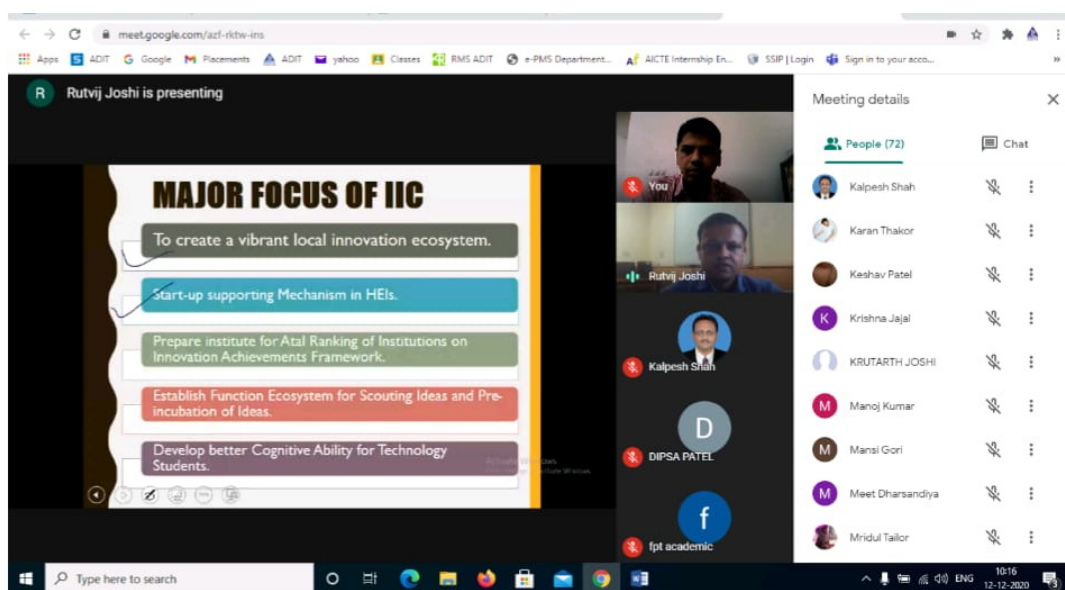 meet.google.com/azf-rktw-ins
Apps ADIT Google Placements ADIT yahoo Classes RMS ADIT e-PMS Department... AICTE Internship En... SSIP | Login Sign in to your acco...
R Rutvij Joshi is presenting
MAJOR FOCUS OF IIC
To create a vibrant local innovation ecosystem.
Start-up supporting Mechanism in HEIs.
Prepare institute for Atal Ranking of Institutions on
Innovation Achievements Framework.
Establish Function Ecosystem for Scouting Ideas and Pre-
incubation of Ideas.
Develop better Cognitive Ability for Technology
Students.
You
Rutvij Joshi
Kalpesh Shah
D
DIPSA PATEL
f
fpt academic
Meeting details
People (72) Chat
Kalpesh Shah
Karan Thakor
Keshav Patel
K Krishna Jajal
KRUTARTH JOSHI
M Manoj Kumar
M Mansi Gori
M Meet Dharsandiya
Mridul Tailor
Type here to search
ENG
10:16
12-12-2020